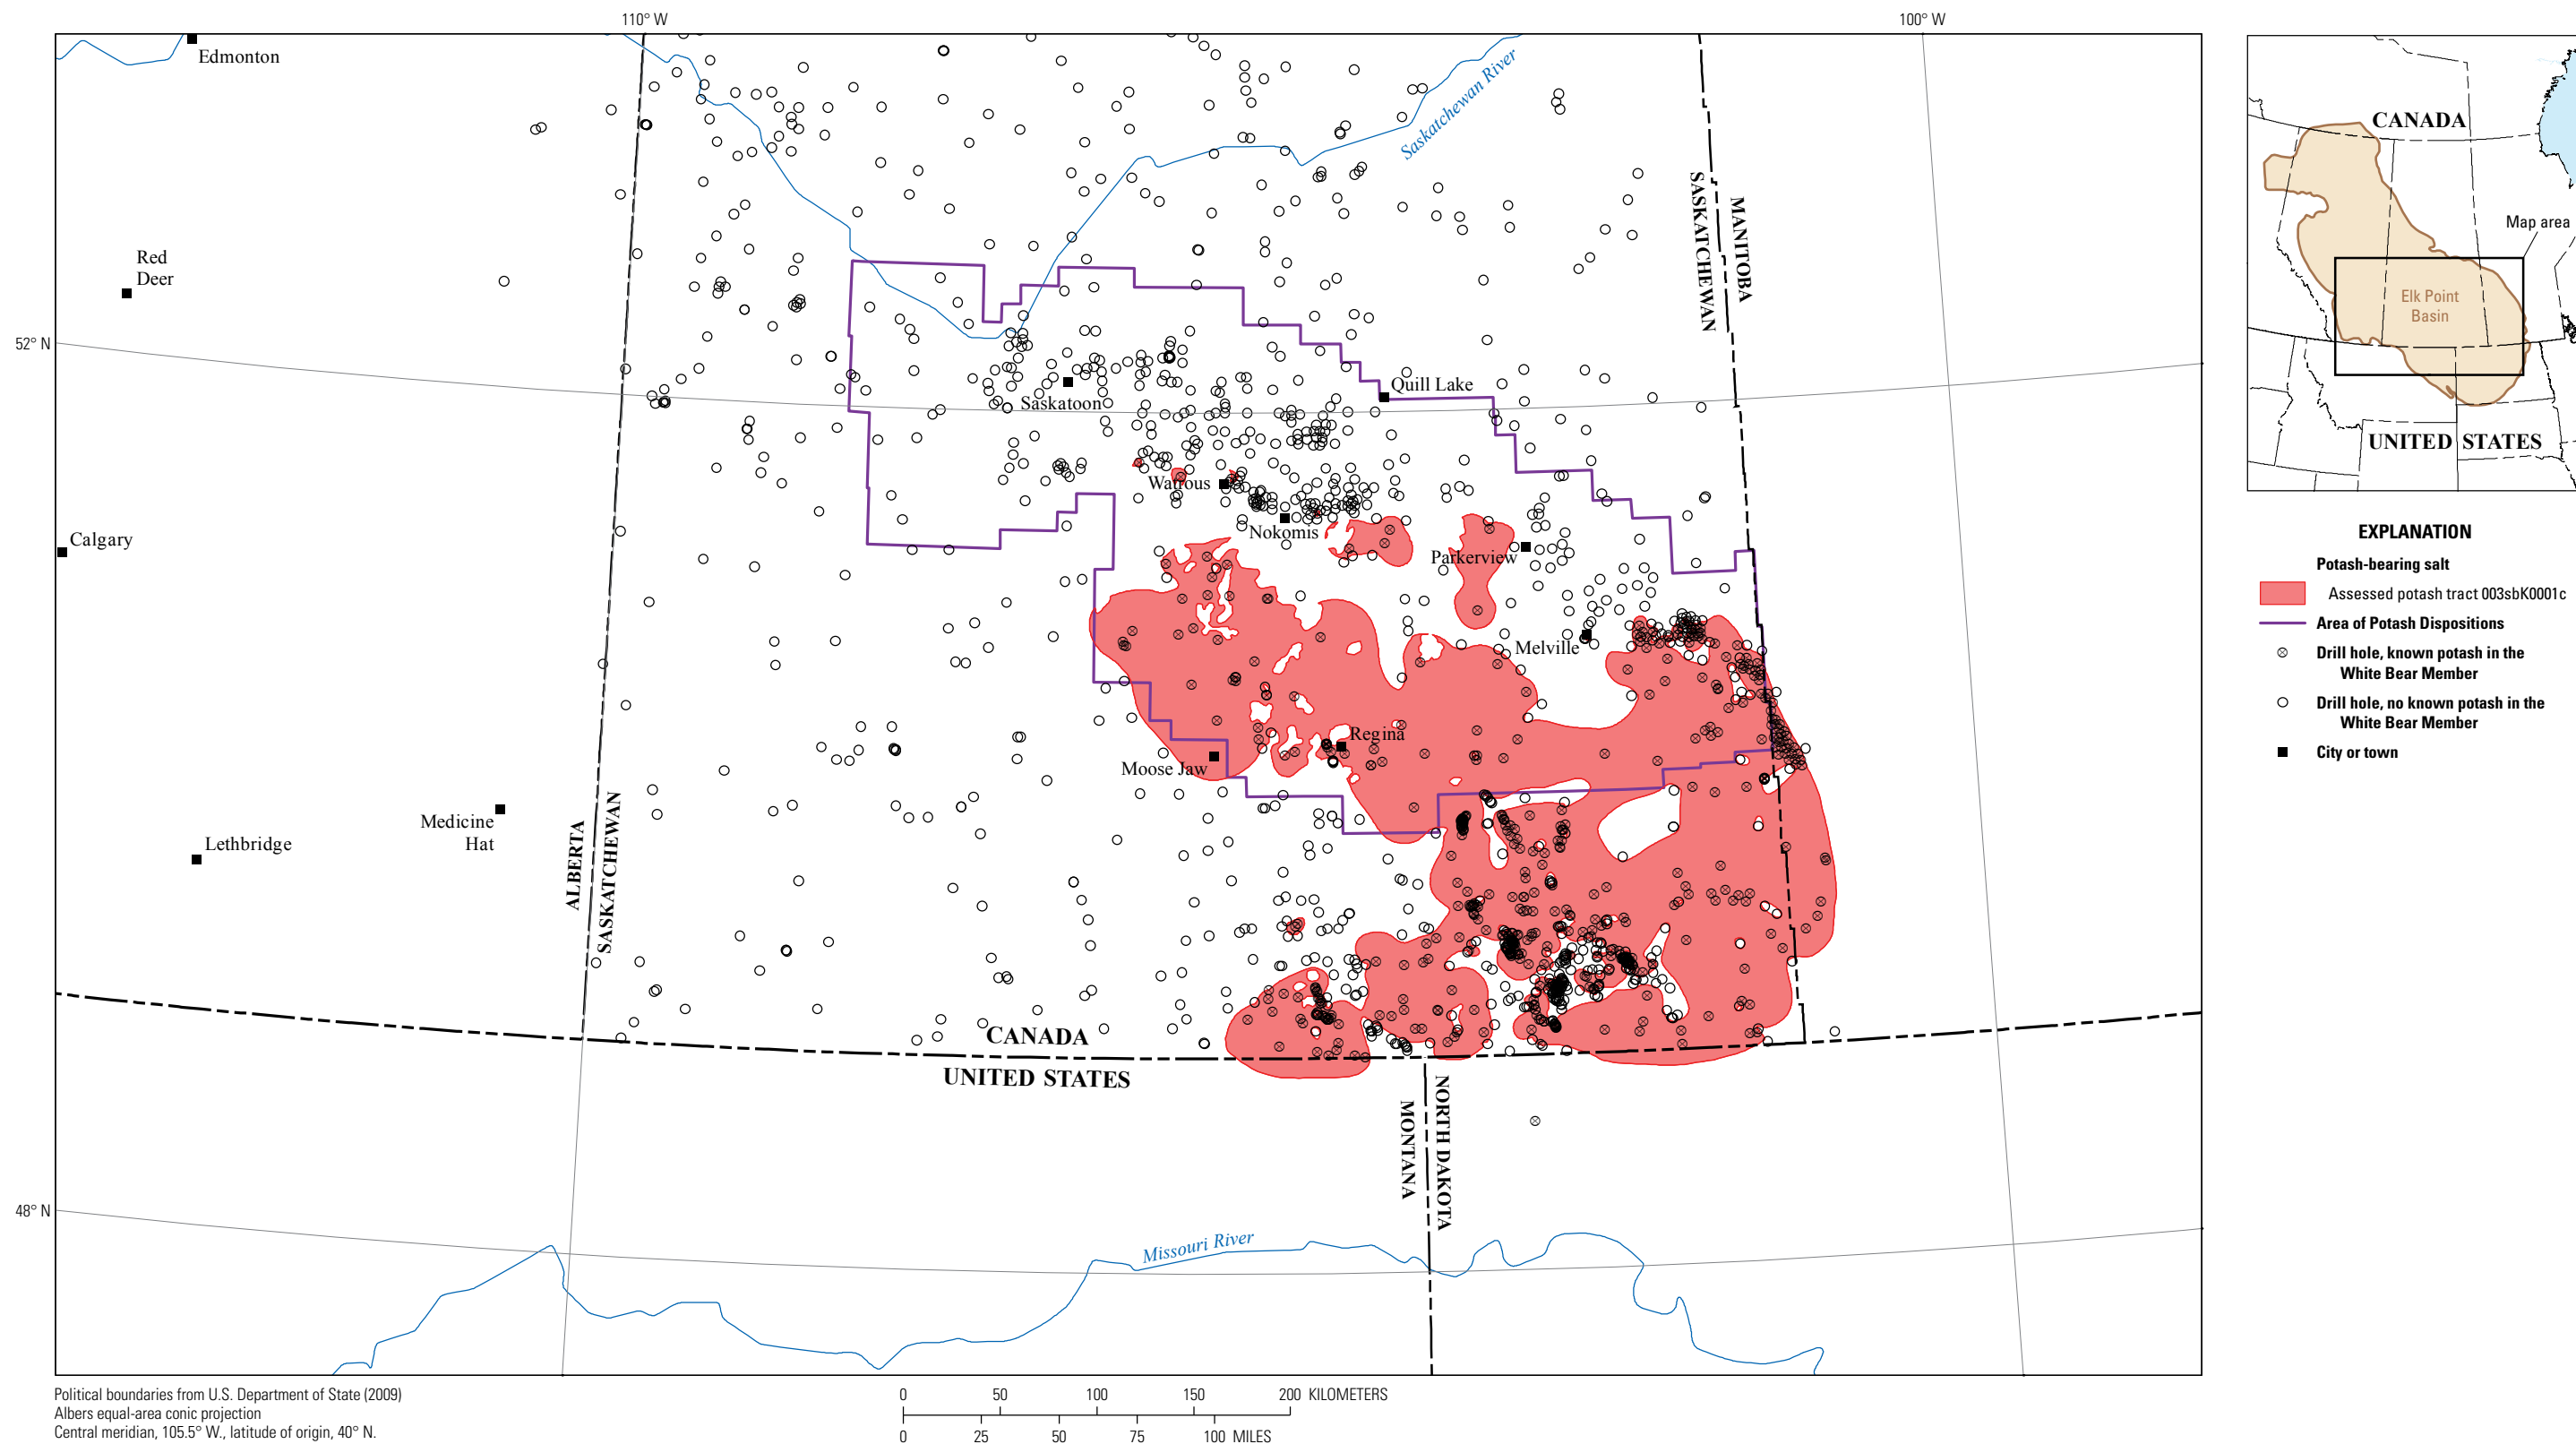 110° W
100° W
52° N
48° N
Edmonton
Red
Deer
Calgary
Lethbridge
Medicine
Hat
Saskatchewan River
SASKATCHEWAN
MANITOBA
Saskatoon
Quill Lake
Watrous
Nokomis
Parkerview
Melville
Regina
Moose Jaw
ALBERTA
SASKATCHEWAN
CANADA
UNITED STATES
MONTANA
NORTH DAKOTA
Missouri River
CANADA
Map area
Elk Point
Basin
UNITED STATES
EXPLANATION
Potash-bearing salt
Assessed potash tract 003sbK0001c
Area of Potash Dispositions
Drill hole, known potash in the
White Bear Member
Drill hole, no known potash in the
White Bear Member
City or town
Political boundaries from U.S. Department of State (2009)
Albers equal-area conic projection
Central meridian, 105.5° W., latitude of origin, 40° N.
0 50 100 150 200 KILOMETERS
0 25 50 75 100 MILES